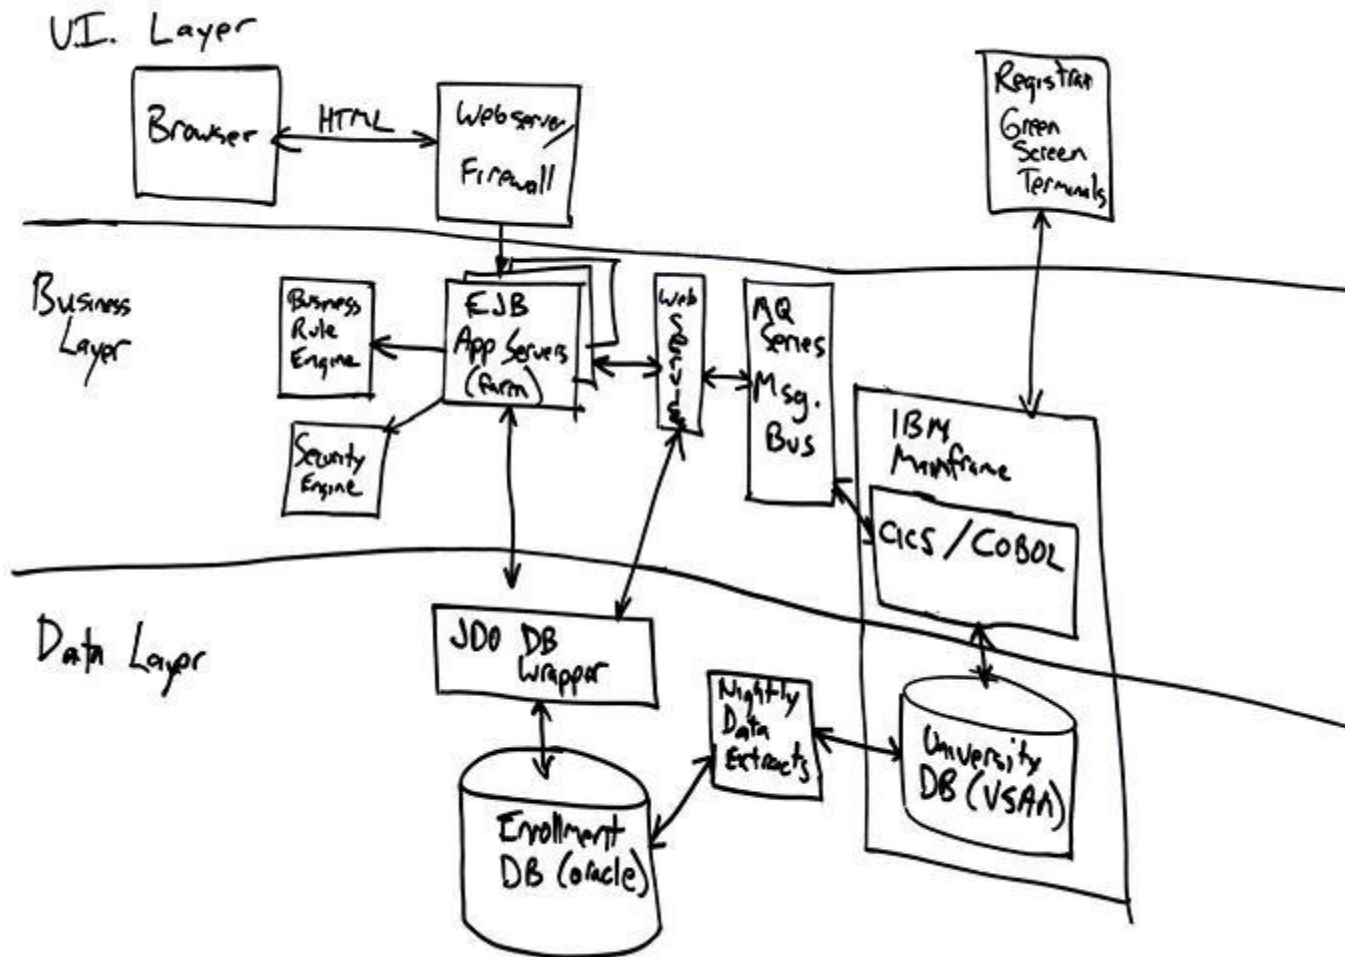 U.I. Layer
Browser
HTML
Webserver/
Firewall
Registrar
Green
Screen
Terminals
Business
Layer
Business
Rule
Engine
EJB
App Servers
(farm)
Security
Engine
Web
MQ
Series
Msg.
Bus
IBM
Mainframe
CICS / COBOL
Data Layer
JDO DB
Wrapper
Nightly
Data
Extracts
Enrollment
DB (oracle)
University
DB (VSAM)